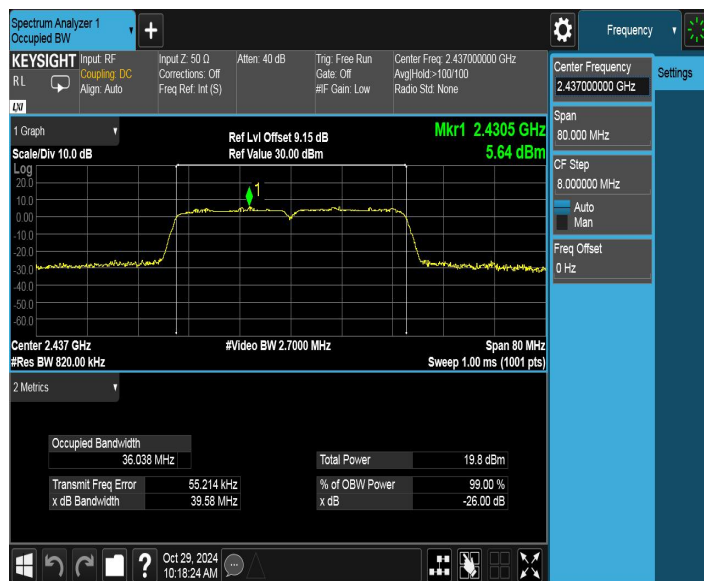 Spectrum Analyzer 1
Occupied BW
+
Frequency
KEYSIGHT
RL
LXI
Input: RF
Coupling: DC
Align: Auto
Input Z: 50 Ω
Corrections: Off
Freq Ref: Int (S)
Atten: 40 dB
Trig: Free Run
Gate: Off
#IF Gain: Low
Center Freq: 2.437000000 GHz
Avg|Hold:>100/100
Radio Std: None
Center Frequency
2.437000000 GHz
Settings
Span
80.000 MHz
CF Step
8.000000 MHz
Auto
Man
Freq Offset
0 Hz
1 Graph
Scale/Div 10.0 dB
Ref Lvl Offset 9.15 dB
Ref Value 30.00 dBm
Mkr1 2.4305 GHz
5.64 dBm
Log
20.0
10.0
0.00
-10.0
-20.0
-30.0
-40.0
-50.0
-60.0
1
Center 2.437 GHz
#Video BW 2.7000 MHz
Span 80 MHz
#Res BW 820.00 kHz
Sweep 1.00 ms (1001 pts)
2 Metrics
Occupied Bandwidth
36.038 MHz
Total Power 19.8 dBm
Transmit Freq Error 55.214 kHz
% of OBW Power 99.00 %
x dB Bandwidth 39.58 MHz
x dB -26.00 dB
?
Oct 29, 2024
10:18:24 AM